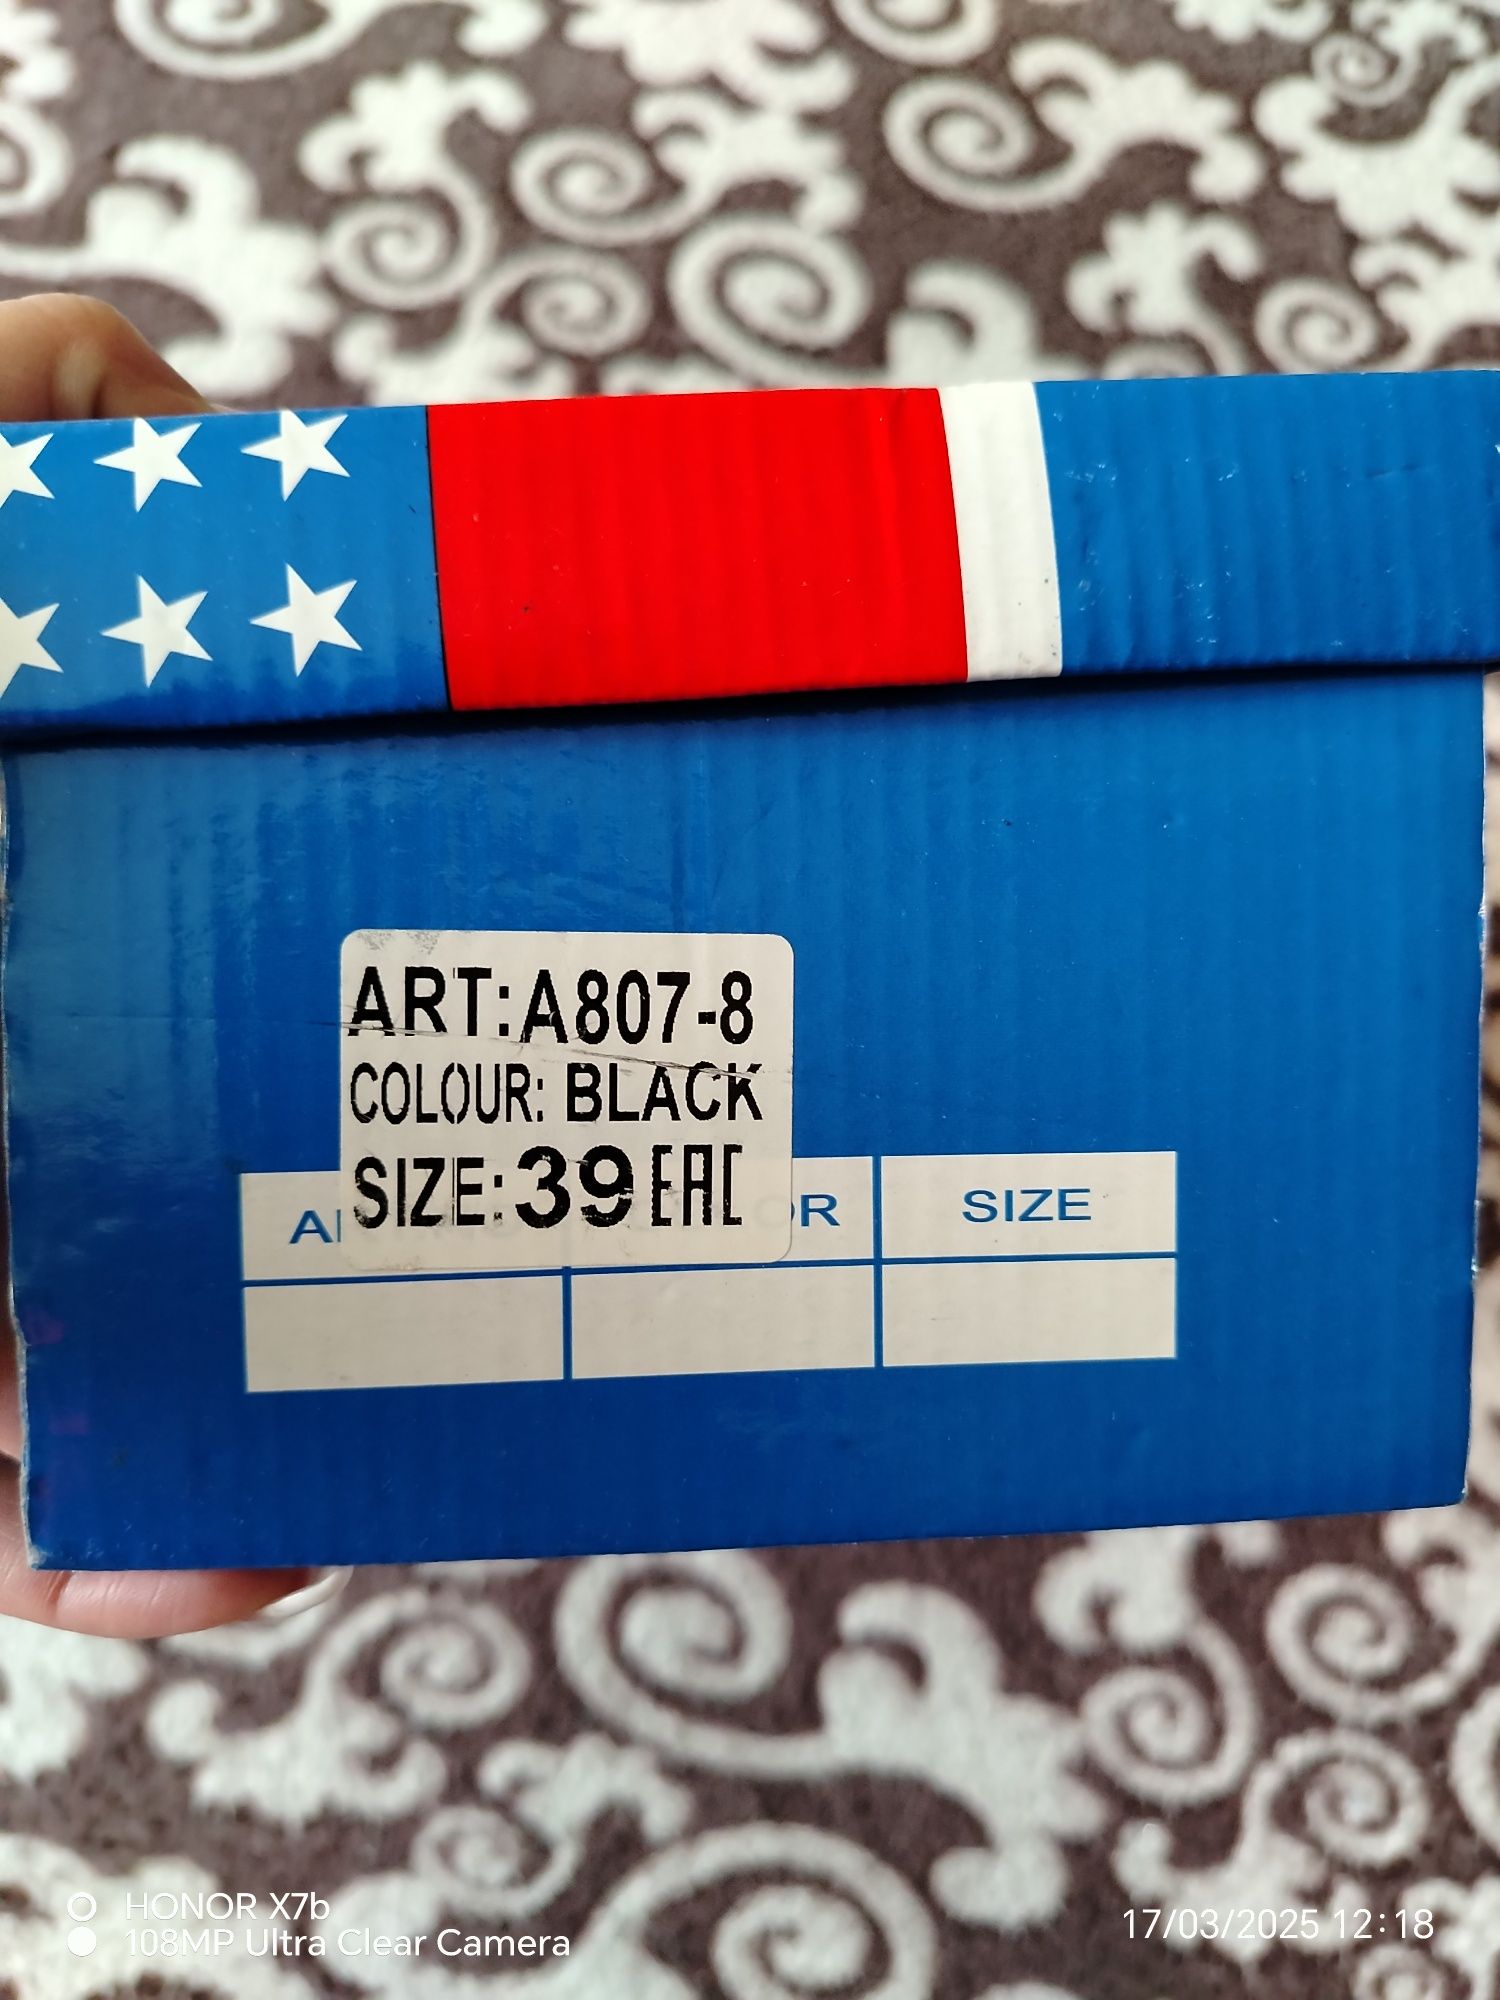 ART:A807-8
COLOUR: BLACK
SIZE:39 EAC
SIZE
HONOR X7b
108MP Ultra Clear Camera
17/03/2025 12:18